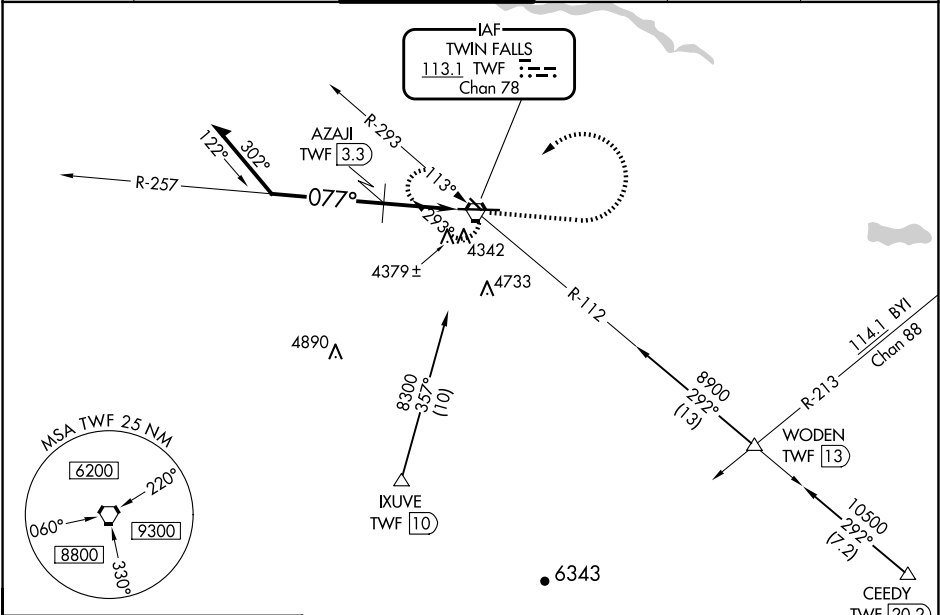 IAF
TWIN FALLS
113.1 TWF
Chan 78
R-293
AZAJI
TWF 3.3
302°
122°
R-257
077°
113°
293°
4342
4379±
4733
R-112
4890
114.1 BYI
Chan 88
R-213
8300
357°
(10)
8900
292°
(13)
WODEN
TWF 13
MSA TWF 25 NM
6200
220°
060°
9300
8800
330°
IXUVE
TWF 10
10500
292°
(7.2)
6343
CEEDY
TWF 20.2